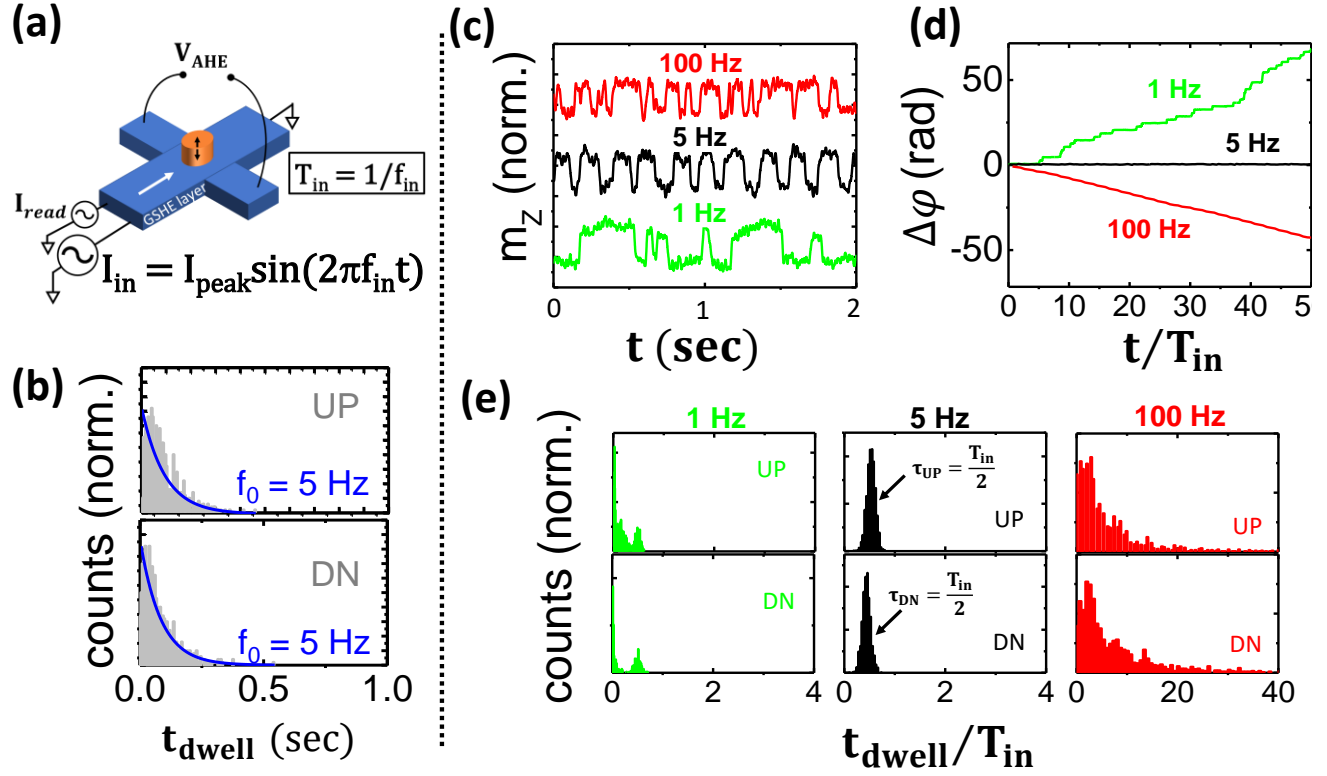 (a)
V_AHE
T_in = 1/f_in
I_read
GSHE layer
I_in = I_peak sin(2πf_in t)
(b)
counts (norm.)
UP
f_0 = 5 Hz
DN
f_0 = 5 Hz
0.0 0.5 1.0
t_dwell (sec)
(c)
m_z (norm.)
100 Hz
5 Hz
1 Hz
0 1 2
t (sec)
(d)
Δφ (rad)
50
0
-50
1 Hz
5 Hz
100 Hz
0 10 20 30 40 5
t/T_in
(e)
counts (norm.)
1 Hz 5 Hz 100 Hz
UP
τ_UP = T_in/2
UP
UP
DN
τ_DN = T_in/2
DN
DN
0 2 4 0 2 4 20 40
t_dwell/T_in